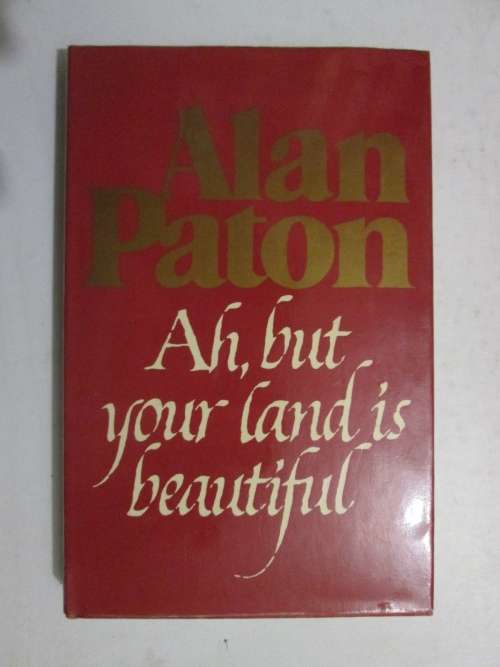 Alan
Paton
Ah, but
your land is
beautiful